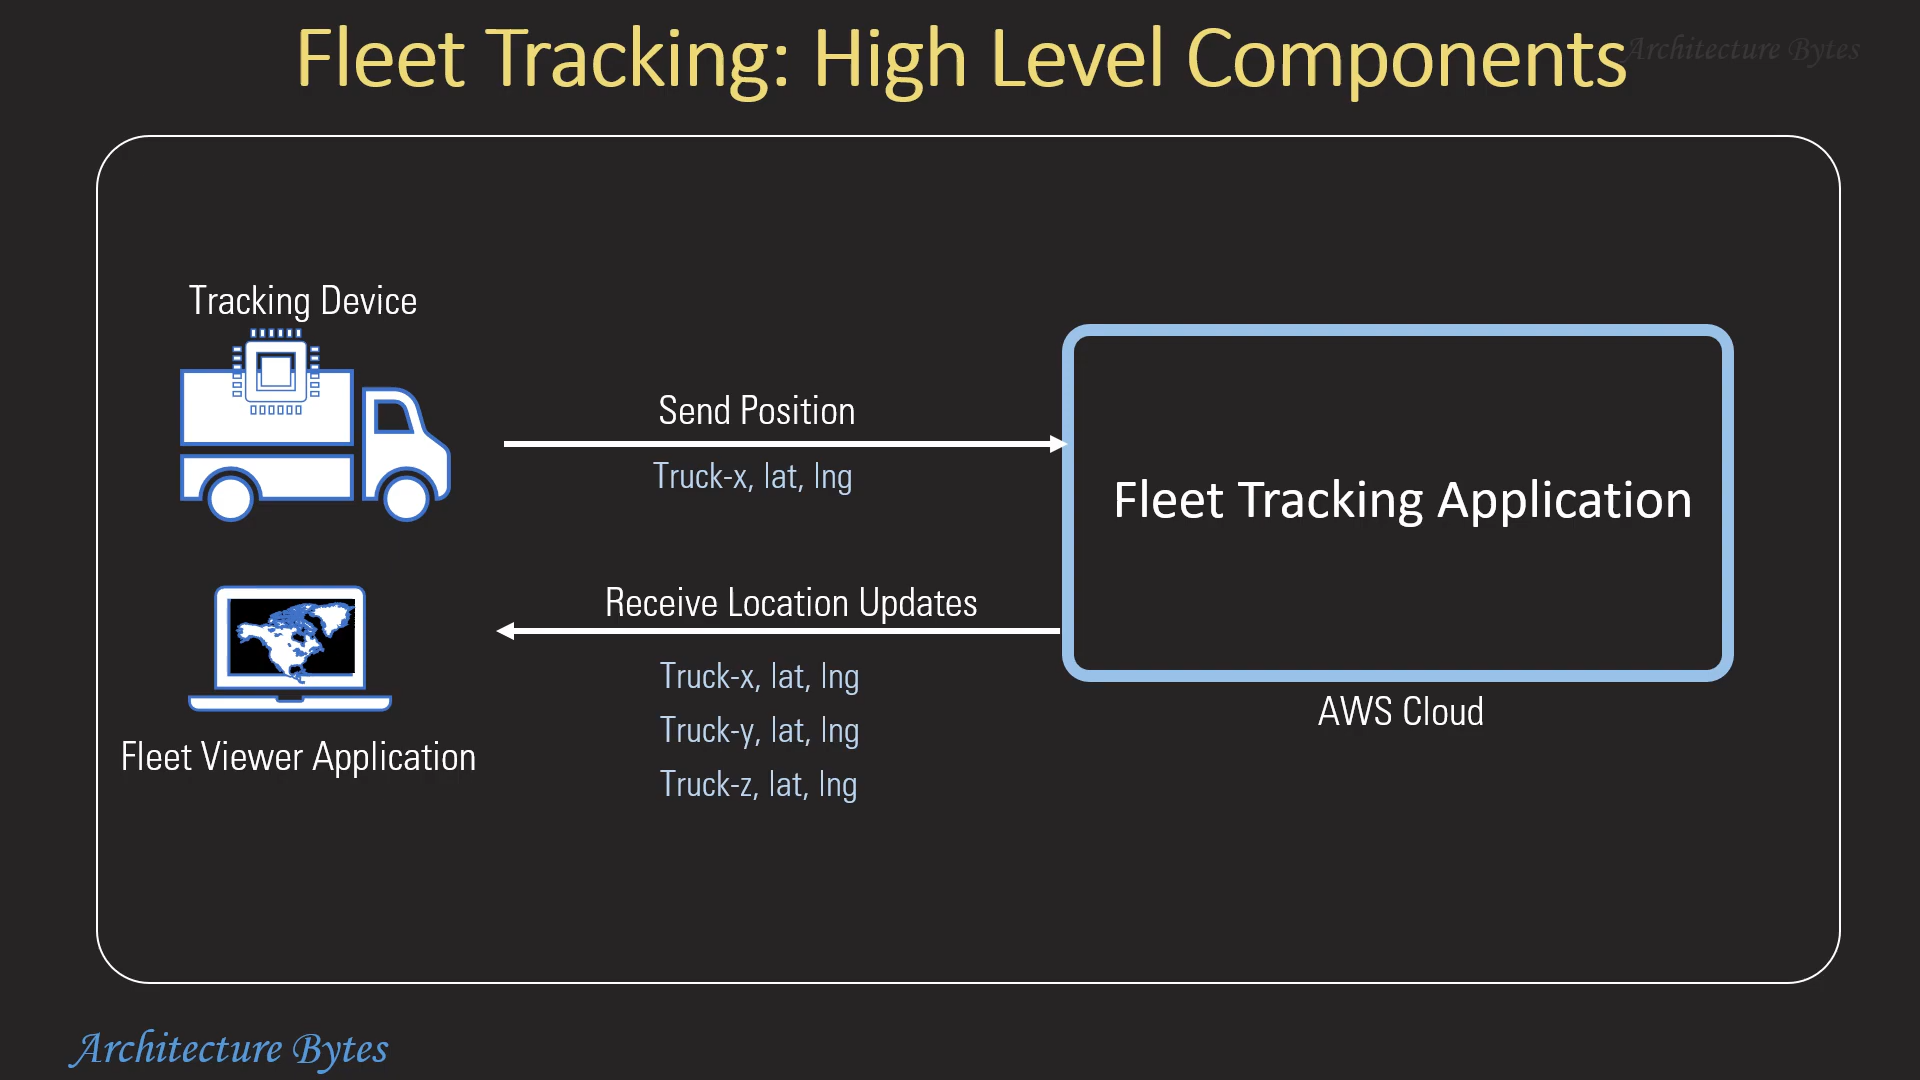 Fleet Tracking: High Level Components
Architecture Bytes
Tracking Device
Send Position
Truck-x, lat, lng
Fleet Tracking Application
Receive Location Updates
Truck-x, lat, lng
Truck-y, lat, lng
Truck-z, lat, lng
AWS Cloud
Fleet Viewer Application
Architecture Bytes